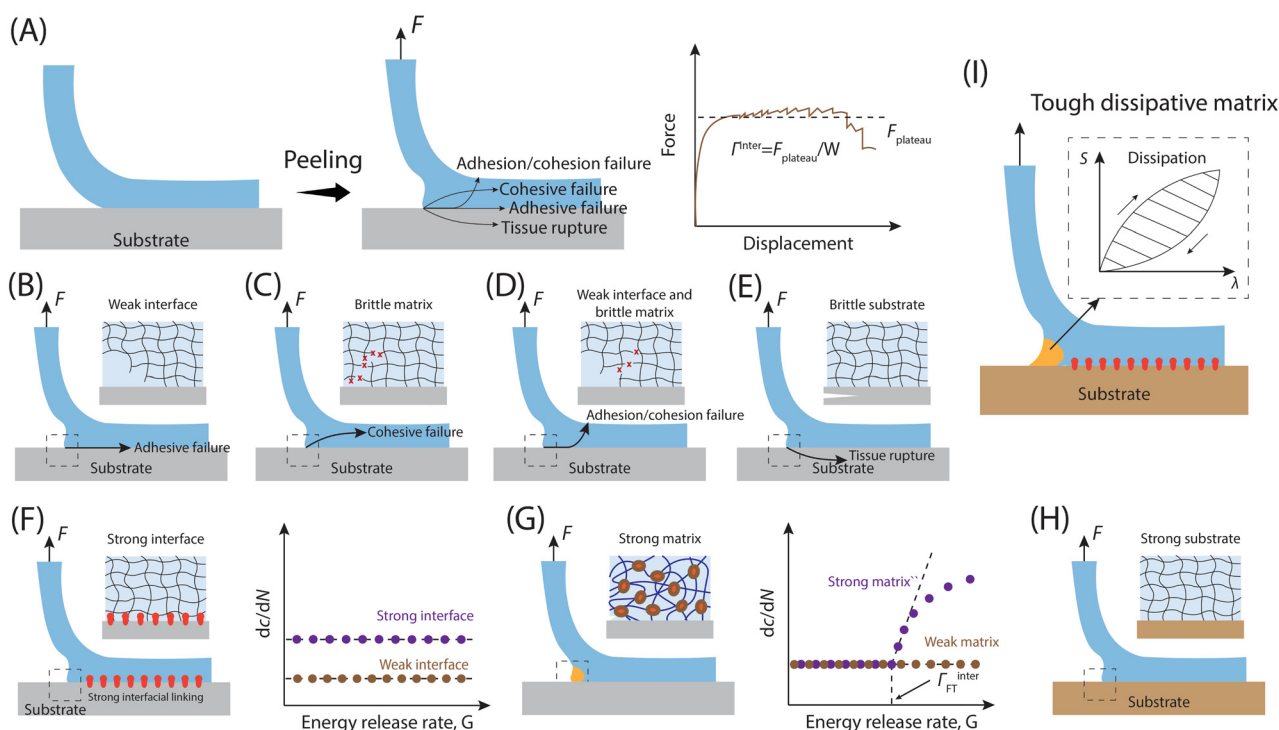 (A)
F
Peeling
Substrate
Adhesion/cohesion failure
Cohesive failure
Adhesive failure
Tissue rupture
Force
Γ^Inter=F_plateau/W
F_plateau
Displacement
(I)
Tough dissipative matrix
S
Dissipation
λ
Substrate
(B)
F
Weak interface
Adhesive failure
Substrate
(C)
F
Brittle matrix
Cohesive failure
Substrate
(D)
F
Weak interface and
brittle matrix
Adhesion/cohesion failure
Substrate
(E)
F
Brittle substrate
Tissue rupture
Substrate
(F)
F
Strong interface
Strong interfacial linking
Substrate
dc/dN
Strong interface
Weak interface
Energy release rate, G
(G)
F
Strong matrix
dc/dN
Strong matrix``
Weak matrix
Γ_FT^inter
Energy release rate, G
(H)
F
Strong substrate
Substrate